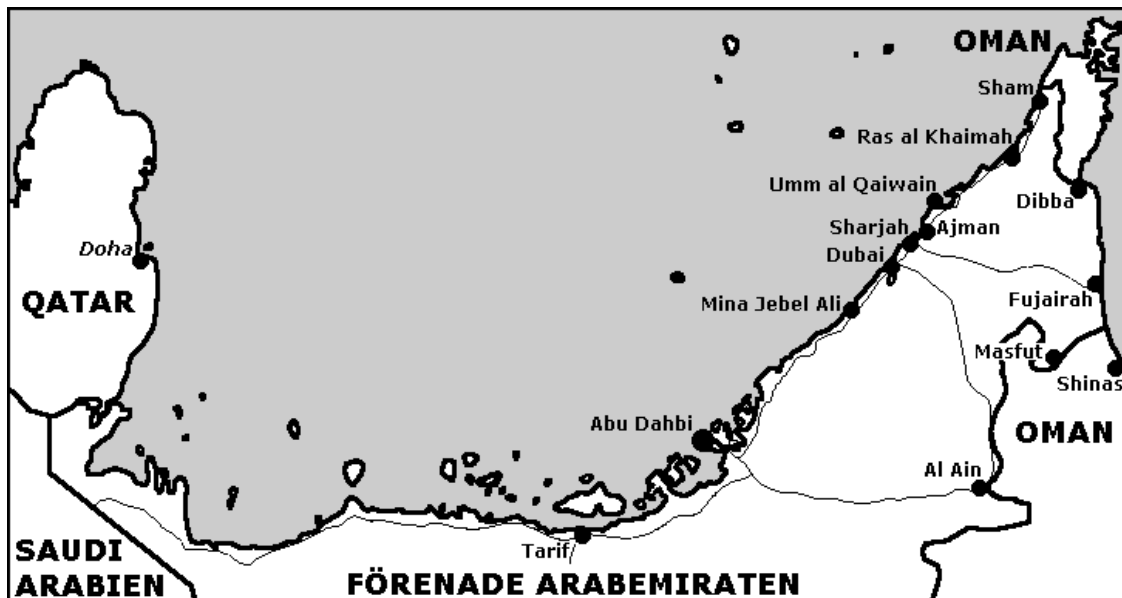 OMAN
Sham
Ras al Khaimah
Umm al Qaiwain
Dibba
Sharjah
Ajman
Doha
Dubai
QATAR
Mina Jebel Ali
Fujairah
Masfut
Shinas
Abu Dahbi
OMAN
Al Ain
Tarif
SAUDI
ARABIEN
FÖRENADE ARABEMIRATEN